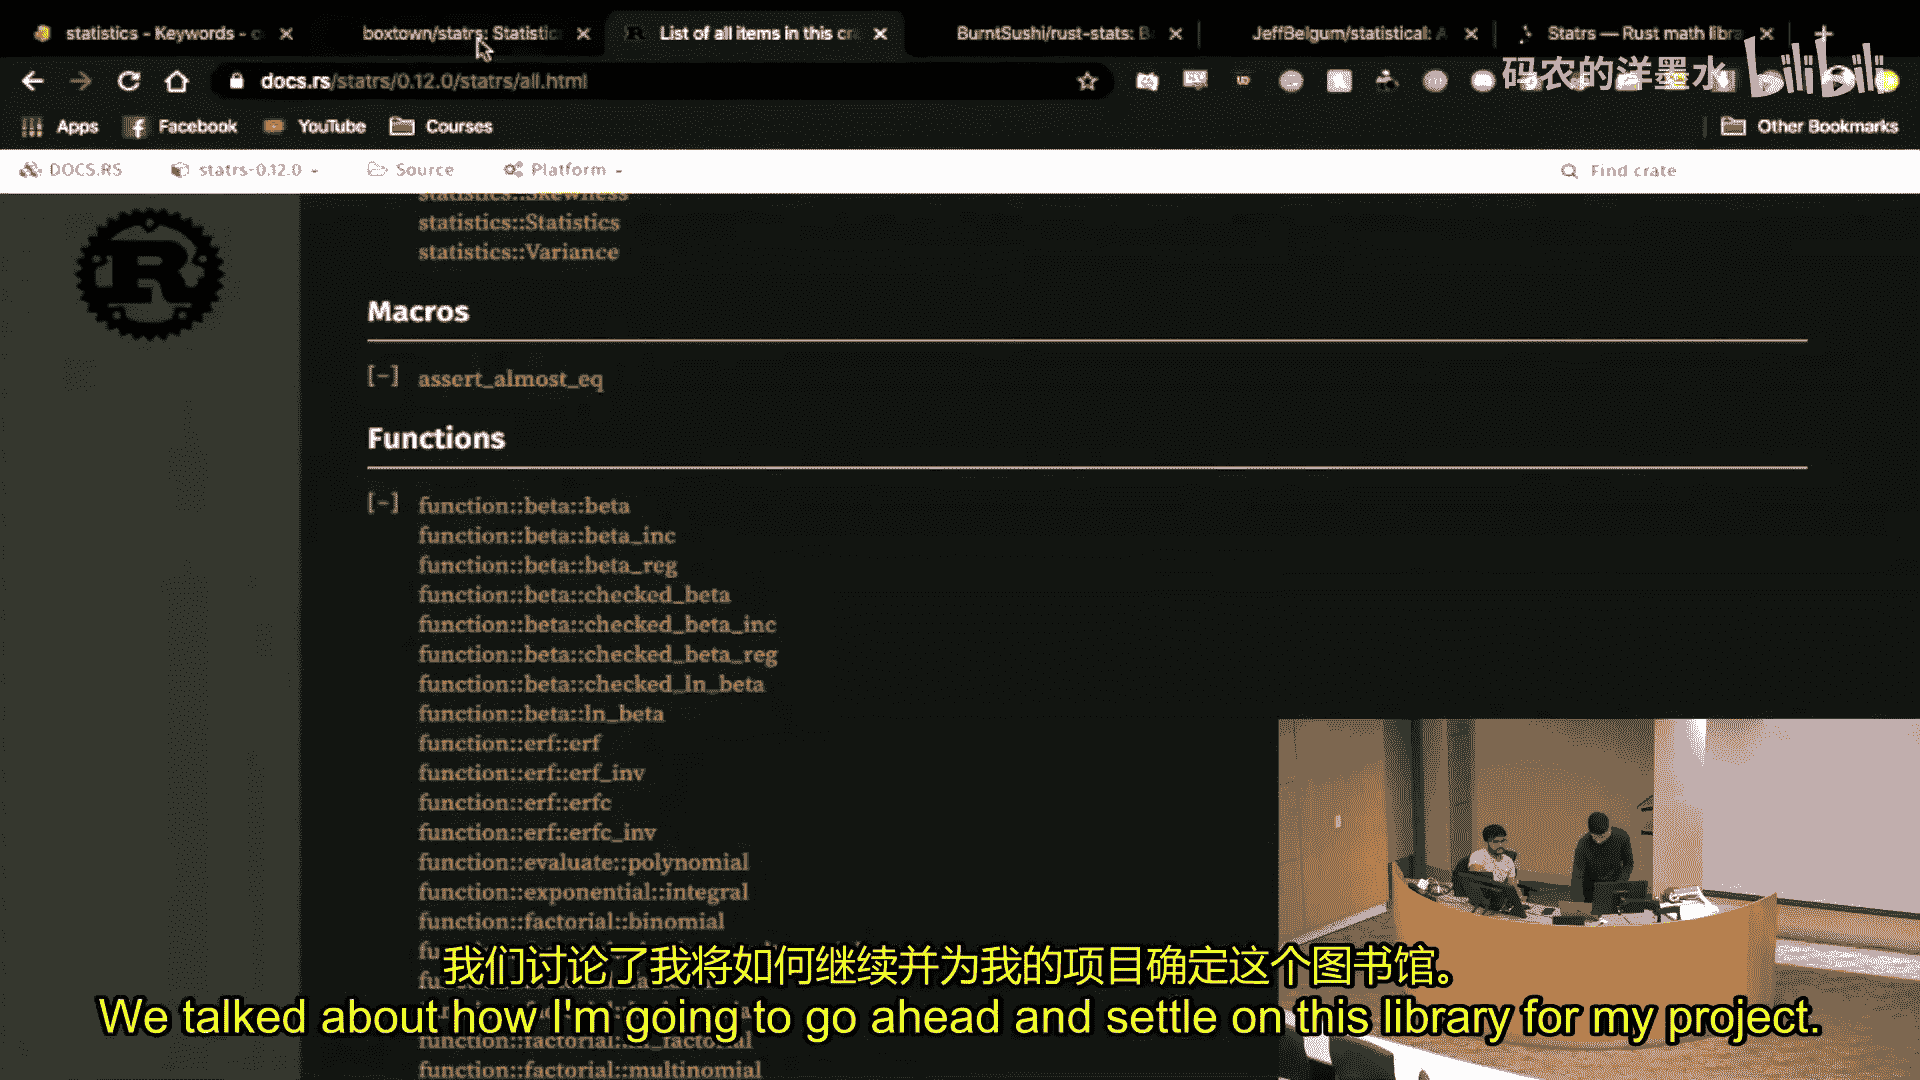 statistics - Keywords - c
boxtown/statrs: Statistic
List of all items in this cr
BurntSushi/rust-stats: B
JeffBelgum/statistical: A
Statrs — Rust math libra
docs.rs/statrs/0.12.0/statrs/all.html
码农的洋墨水
bilibili
Apps
Facebook
YouTube
Courses
Other Bookmarks
DOCS.RS
statrs-0.12.0
Source
Platform
Find crate
statistics::Skewness
statistics::Statistics
statistics::Variance
Macros
[-] assert_almost_eq
Functions
[-] function::beta::beta
function::beta::beta_inc
function::beta::beta_reg
function::beta::checked_beta
function::beta::checked_beta_inc
function::beta::checked_beta_reg
function::beta::checked_ln_beta
function::beta::ln_beta
function::erf::erf
function::erf::erf_inv
function::erf::erfc
function::erf::erfc_inv
function::evaluate::polynomial
function::exponential::integral
function::factorial::binomial
我们讨论了我将如何继续并为我的项目确定这个图书馆。
We talked about how I'm going to go ahead and settle on this library for my project.
function::factorial::multinomial